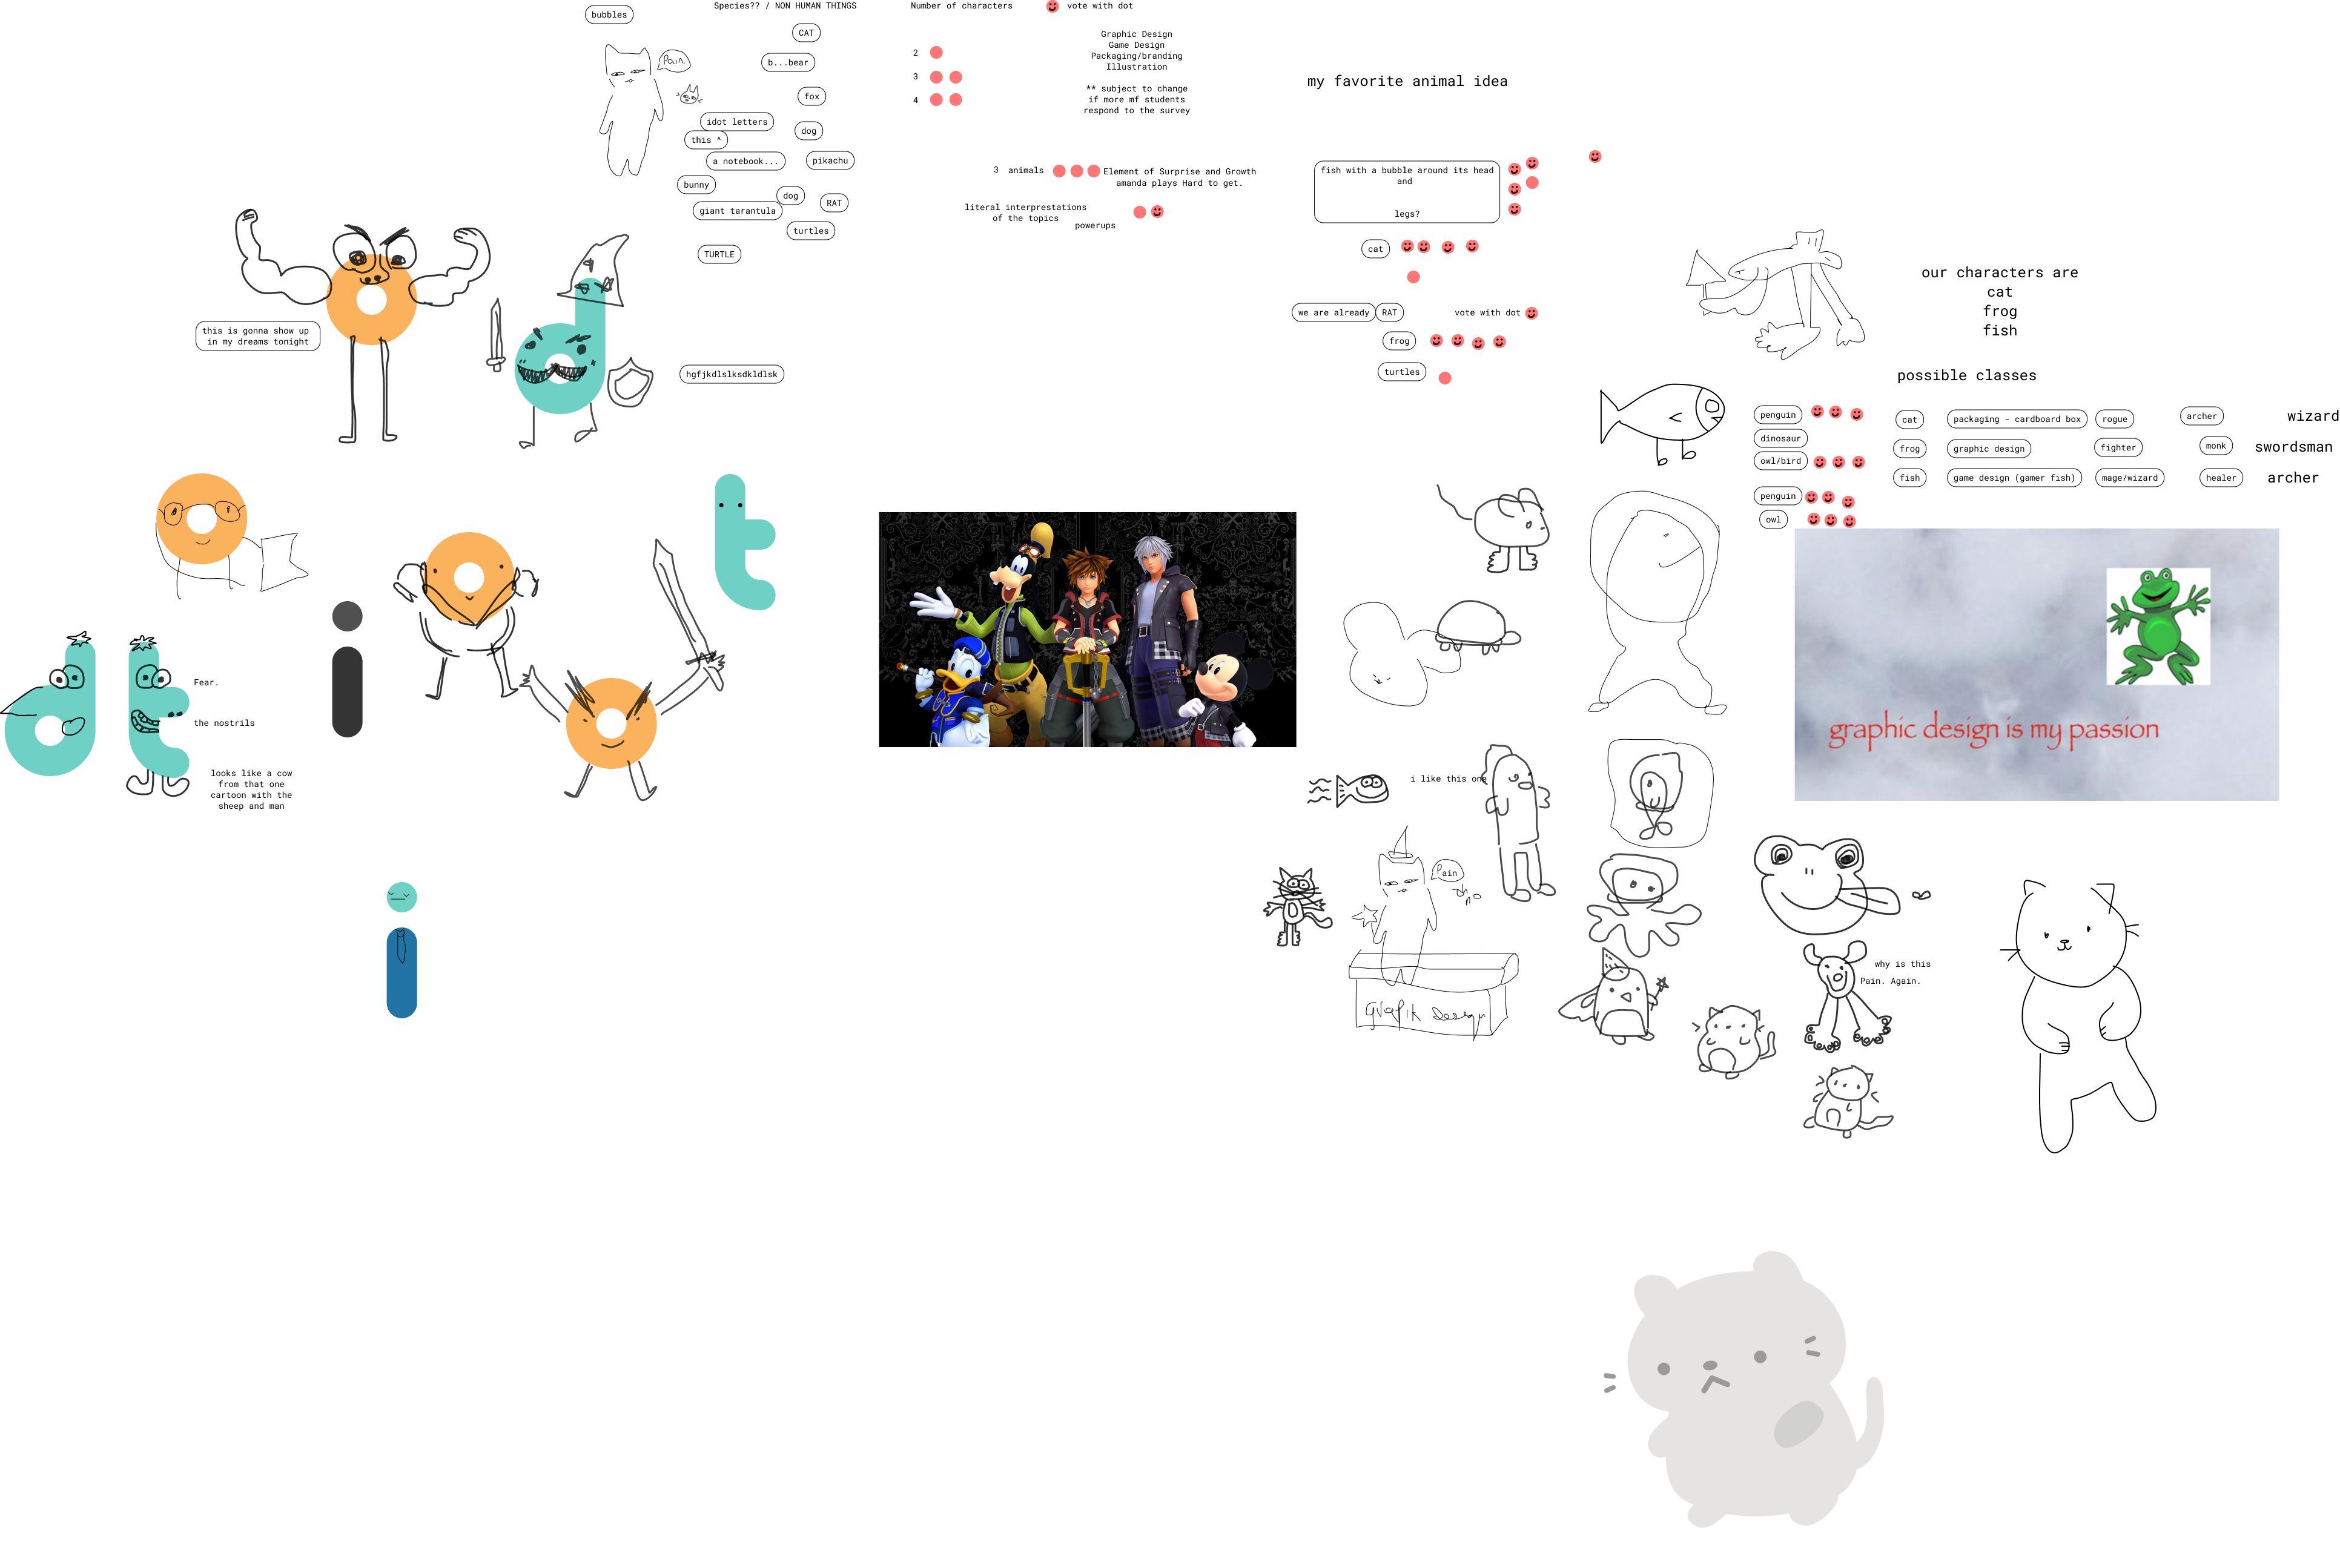 bubbles
Species?? / NON HUMAN THINGS
CAT
Pain.
b...bear
fox
idot letters
this ^
dog
a notebook...
pikachu
bunny
dog
giant tarantula
RAT
turtles
TURTLE
Number of characters
vote with dot
2
3
4
Graphic Design
Game Design
Packaging/branding
Illustration
** subject to change
if more mf students
respond to the survey
3 animals
Element of Surprise and Growth
amanda plays Hard to get.
literal interprestations
of the topics
powerups
my favorite animal idea
fish with a bubble around its head
and
legs?
cat
we are already
RAT
vote with dot
frog
turtles
our characters are
cat
frog
fish
possible classes
penguin
dinosaur
owl/bird
penguin
owl
cat
packaging - cardboard box
rogue
archer
wizard
frog
graphic design
fighter
monk
swordsman
fish
game design (gamer fish)
mage/wizard
healer
archer
this is gonna show up
in my dreams tonight
hgfjkdlslksdkldlsk
d
o
d
t
o
i
o
o
t
Fear.
the nostrils
looks like a cow
from that one
cartoon with the
sheep and man
i
graphic design is my passion
i like this one
Pain
oh no
Grafik Design
why is this
Pain. Again.